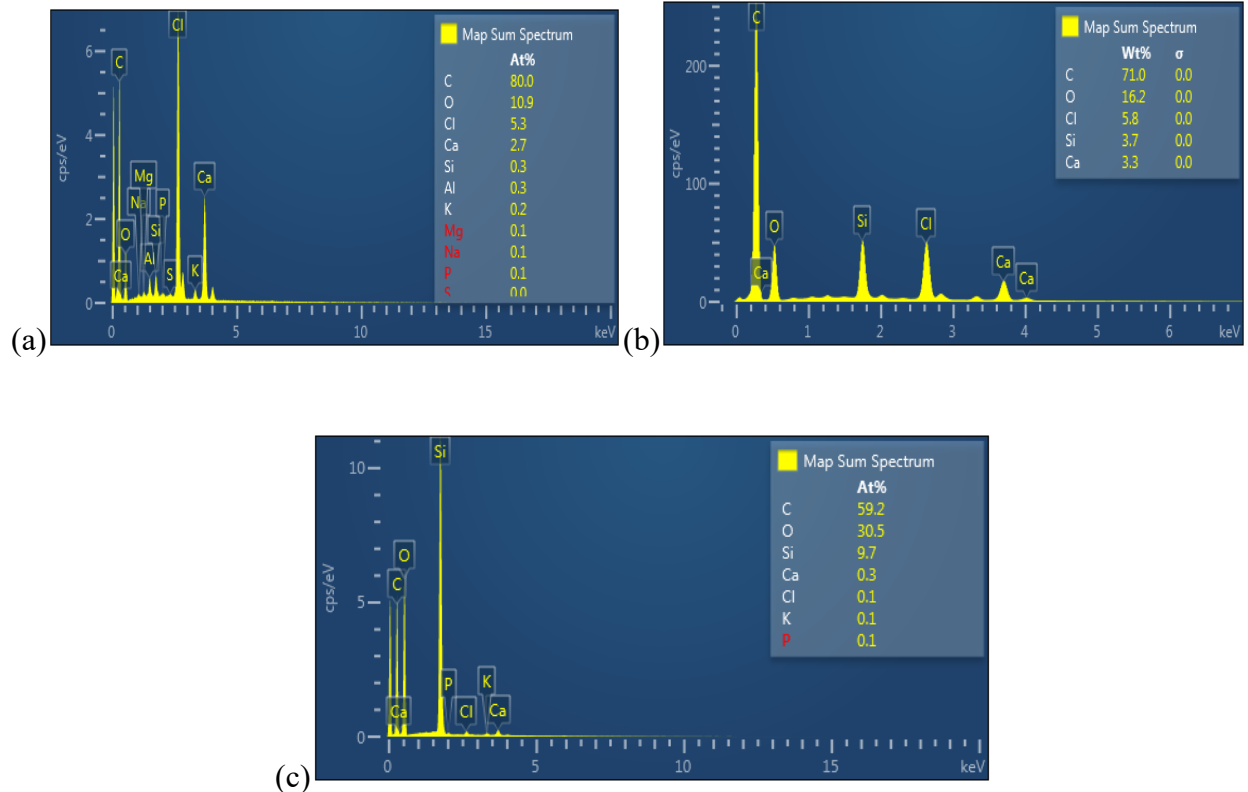 Map Sum Spectrum
At%
C 80.0
O 10.9
Cl 5.3
Ca 2.7
Si 0.3
Al 0.3
K 0.2
Mg 0.1
Na 0.1
P 0.1
S 0.0
cps/eV
6
4
2
0
C
Cl
Mg
Na
P
O
Si
Ca
Al
S
K
Ca
0 5 10 15 keV
(a)
Map Sum Spectrum
Wt% σ
C 71.0 0.0
O 16.2 0.0
Cl 5.8 0.0
Si 3.7 0.0
Ca 3.3 0.0
cps/eV
200
100
0
C
O
Ca
Si
Cl
Ca
Ca
0 1 2 3 4 5 6 keV
(b)
Map Sum Spectrum
At%
C 59.2
O 30.5
Si 9.7
Ca 0.3
Cl 0.1
K 0.1
P 0.1
cps/eV
10
5
0
Si
O
C
Ca
P
Cl
K
Ca
0 5 10 15 keV
(c)